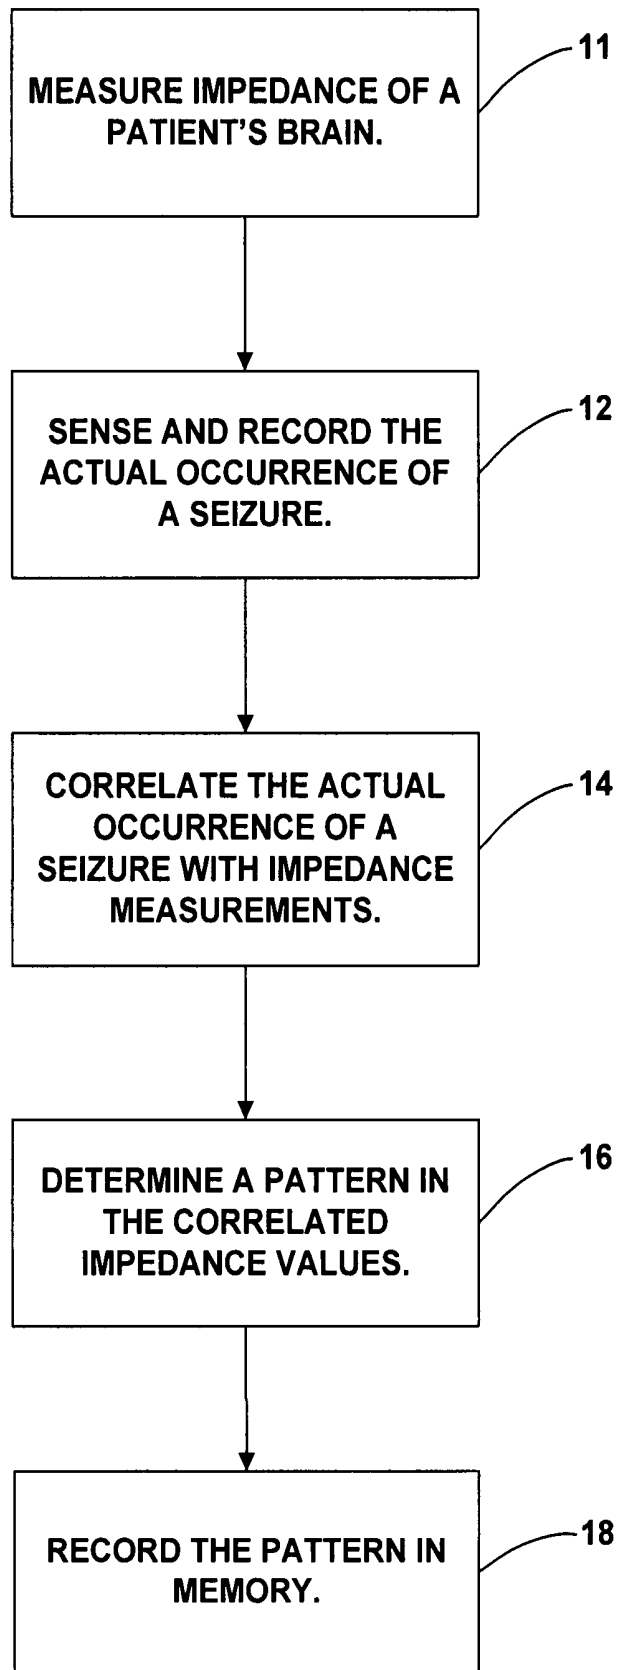 11
MEASURE IMPEDANCE OF A
PATIENT'S BRAIN.
12
SENSE AND RECORD THE
ACTUAL OCCURRENCE OF
A SEIZURE.
14
CORRELATE THE ACTUAL
OCCURRENCE OF A
SEIZURE WITH IMPEDANCE
MEASUREMENTS.
16
DETERMINE A PATTERN IN
THE CORRELATED
IMPEDANCE VALUES.
18
RECORD THE PATTERN IN
MEMORY.